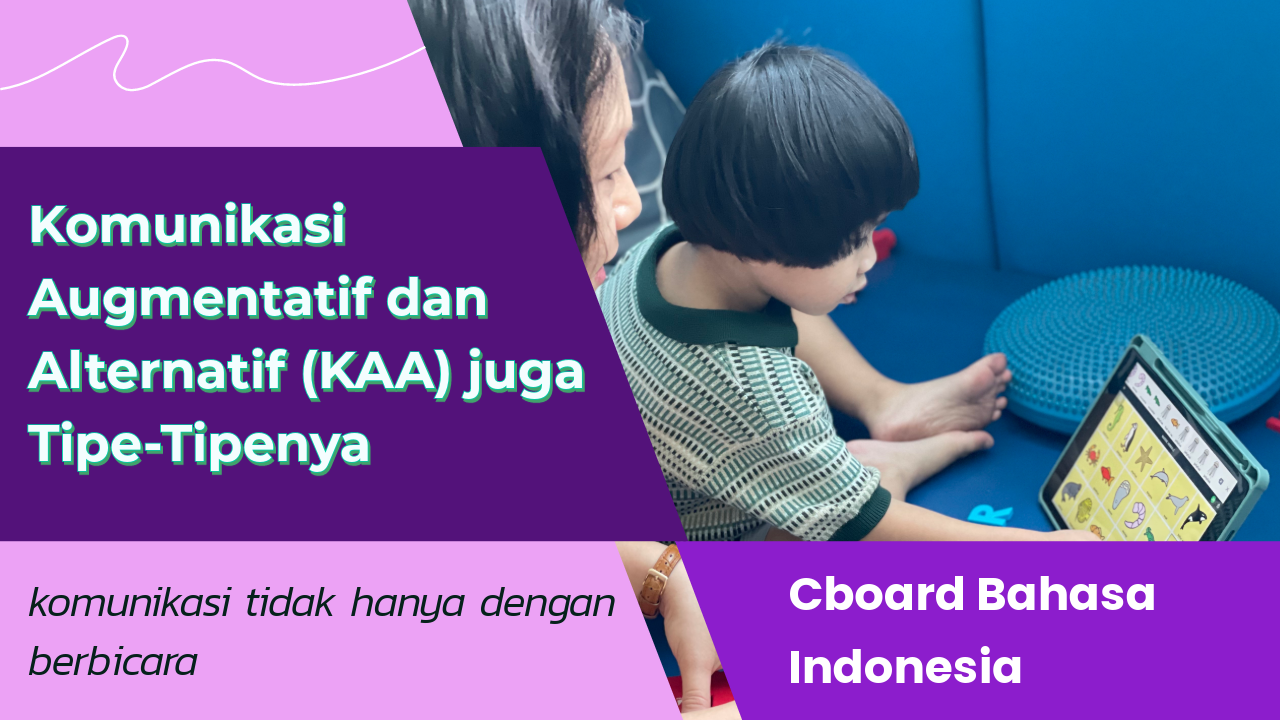 Komunikasi
Augmentatif dan
Alternatif (KAA) juga
Tipe-Tipenya
komunikasi tidak hanya dengan
berbicara
R
Cboard Bahasa
Indonesia